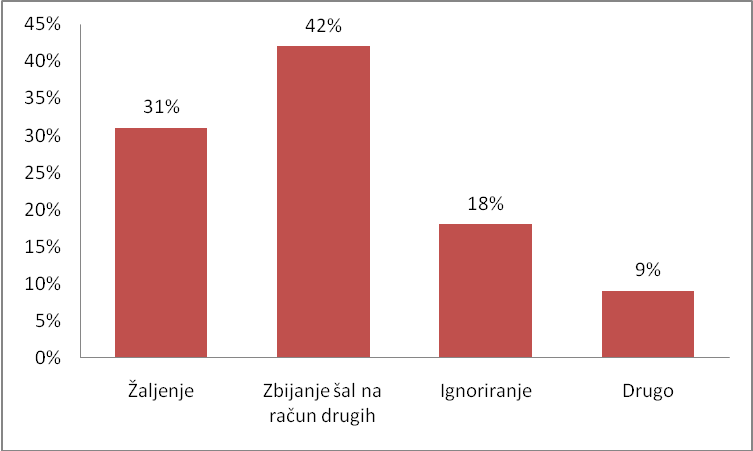 45%
40%
35%
30%
25%
20%
15%
10%
5%
0%
31%
42%
18%
9%
Žaljenje
Zbijanje šal na
račun drugih
Ignoriranje
Drugo